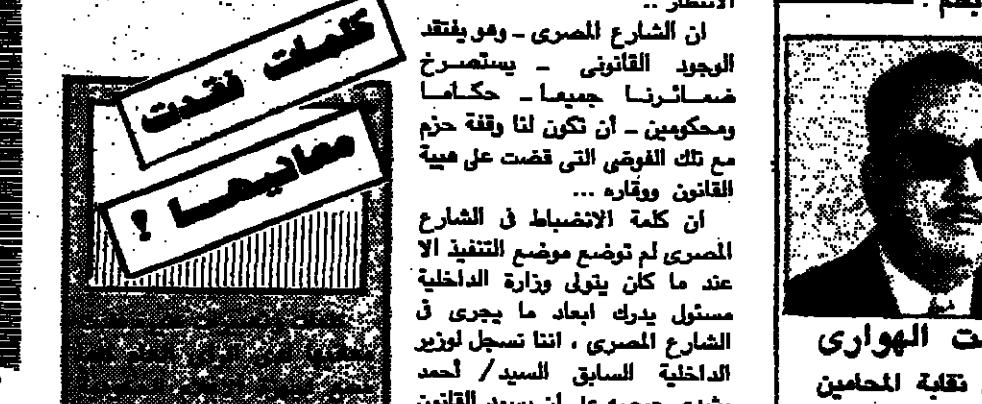 بهم .
ت الهوارى
نقابة المحامين
الانتظار ..
ان الشارع المصرى ـ وهو يفتقد
الوجود القانونى ـ يستصرخ
ضمائرنا جميعا ـ حكاما
ومحكومين ـ أن تكون لنا وقفة حزم
مع تلك الفوضى التى قضت على هيبة
القانون ووقاره ...
ان كلمة الانضباط فى الشارع
المصرى لم توضع موضع التنفيذ الا
عند ما كان يتولى وزارة الداخلية
مسئول يدرك ابعاد ما يجرى فى
الشارع المصرى ، اننا نسجل لوزير
الداخلية السابق السيد / أحمد
يسود القانون
كلمات فقدت
معانيها !